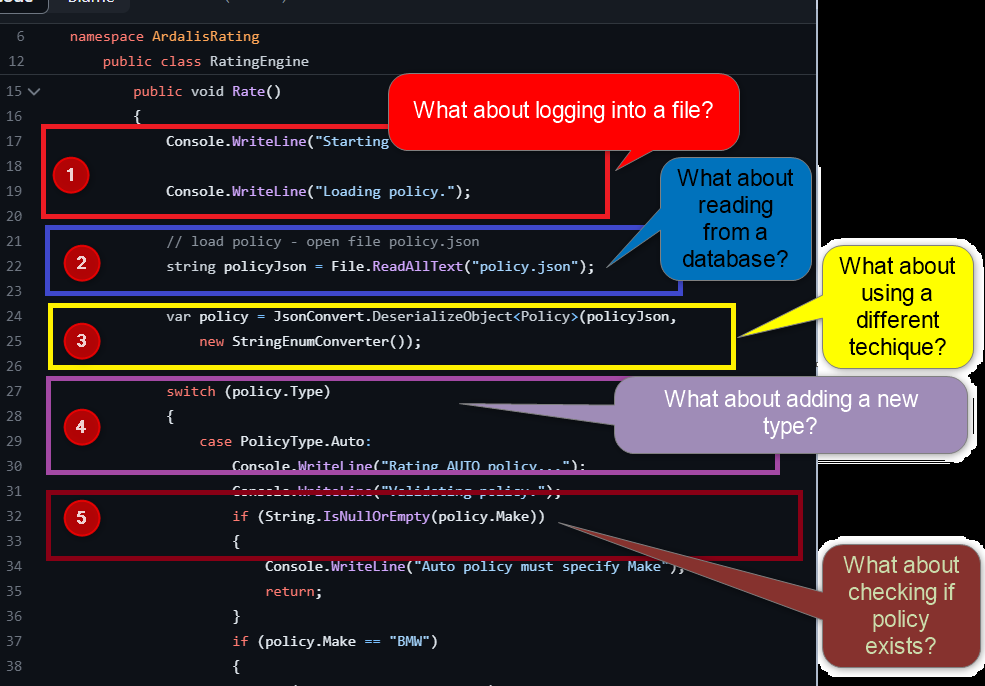 6 namespace ArdalisRating
12 public class RatingEngine
15 public void Rate()
16 {
What about logging into a file?
17 Console.WriteLine("Starting
18
1
19 Console.WriteLine("Loading policy.");
20
What about
reading
from a
database?
21 // load policy - open file policy.json
2
22 string policyJson = File.ReadAllText("policy.json");
23
What about
using a
different
techique?
24 var policy = JsonConvert.DeserializeObject<Policy>(policyJson,
3
25 new StringEnumConverter());
26
27 switch (policy.Type)
What about adding a new
type?
28 {
4
29 case PolicyType.Auto:
30 Console.WriteLine("Rating AUTO policy...");
31 Console.WriteLine("Validating policy.");
5
32 if (String.IsNullOrEmpty(policy.Make))
33 {
34 Console.WriteLine("Auto policy must specify Make");
What about
checking if
policy
exists?
35 return;
36 }
37 if (policy.Make == "BMW")
38 {